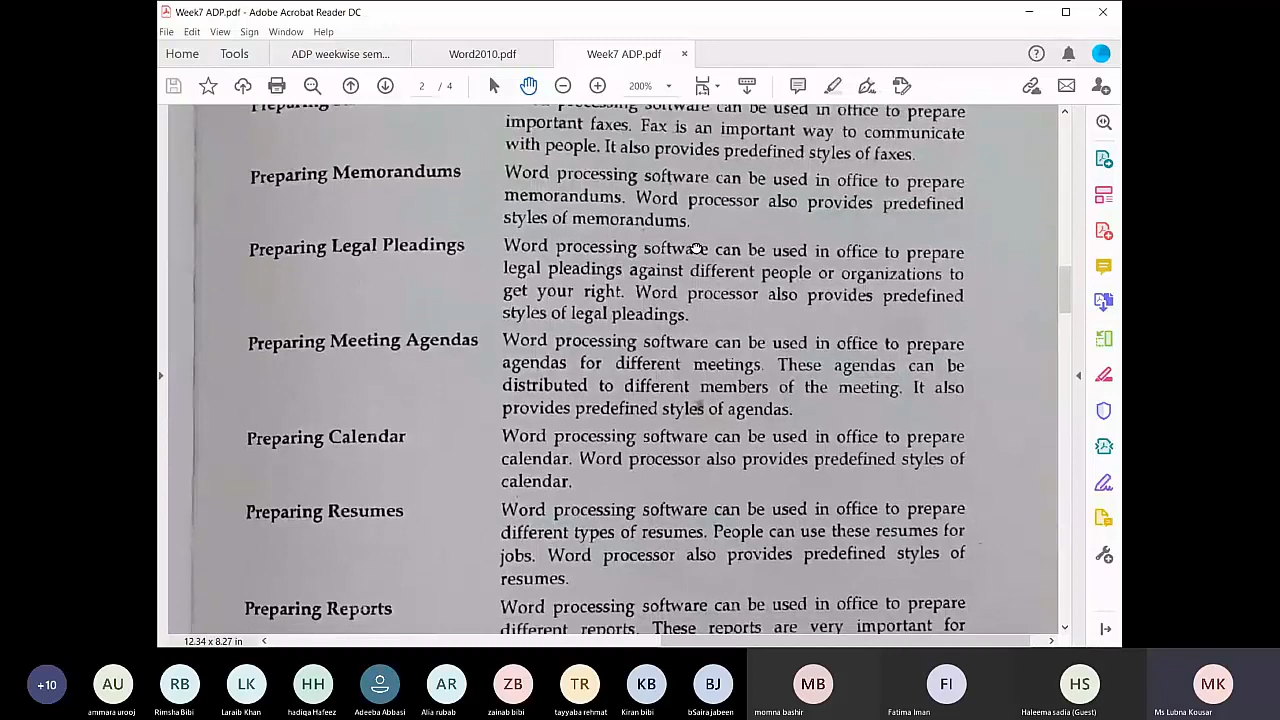 Week7 ADP.pdf - Adobe Acrobat Reader DC
File Edit View Sign Window Help
Home Tools ADP weekwise sem... Word2010.pdf Week7 ADP.pdf ×
2 / 4 200%
Preparing
processing software can be used in office to prepare
important faxes. Fax is an important way to communicate
with people. It also provides predefined styles of faxes.
Preparing Memorandums
Word processing software can be used in office to prepare
memorandums. Word processor also provides predefined
styles of memorandums.
Preparing Legal Pleadings
Word processing software can be used in office to prepare
legal pleadings against different people or organizations to
get your right. Word processor also provides predefined
styles of legal pleadings.
Preparing Meeting Agendas
Word processing software can be used in office to prepare
agendas for different meetings. These agendas can be
distributed to different members of the meeting. It also
provides predefined styles of agendas.
Preparing Calendar
Word processing software can be used in office to prepare
calendar. Word processor also provides predefined styles of
calendar.
Preparing Resumes
Word processing software can be used in office to prepare
different types of resumes. People can use these resumes for
jobs. Word processor also provides predefined styles of
resumes.
Preparing Reports
Word processing software can be used in office to prepare
different reports. These reports are very important for
12.34 x 8.27 in
+10 AU RB LK HH AR ZB TR KB BJ MB FI HS MK
ammara urooj Rimsha Bibi Laraib Khan hadiqa Hafeez Adeeba Abbasi Alia rubab zainab bibi tayyaba rehmat Kiran bibi bSaira jabeen momna bashir Fatima Iman Haleema sadia (Guest) Ms Lubna Kousar